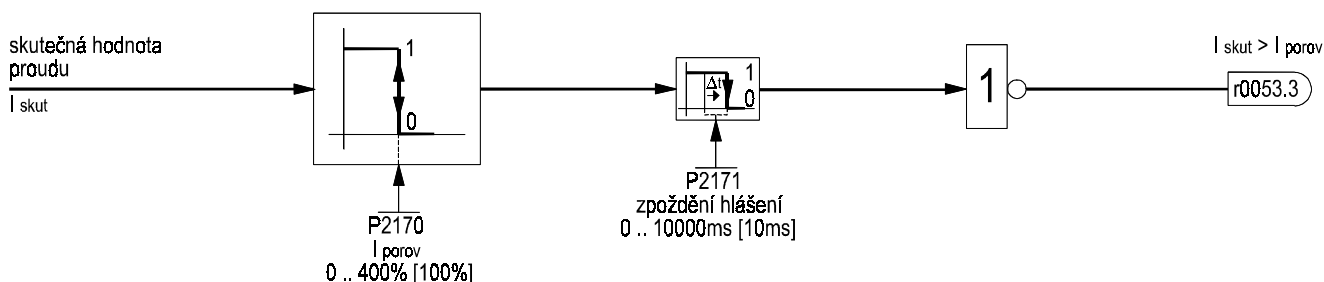 skutečná hodnota
proudu
I skut
1
0
P2170
I porov
0 .. 400% [100%]
Δt
1
0
P2171
zpoždění hlášení
0 .. 10000ms [10ms]
1
I skut > I porov
r0053.3